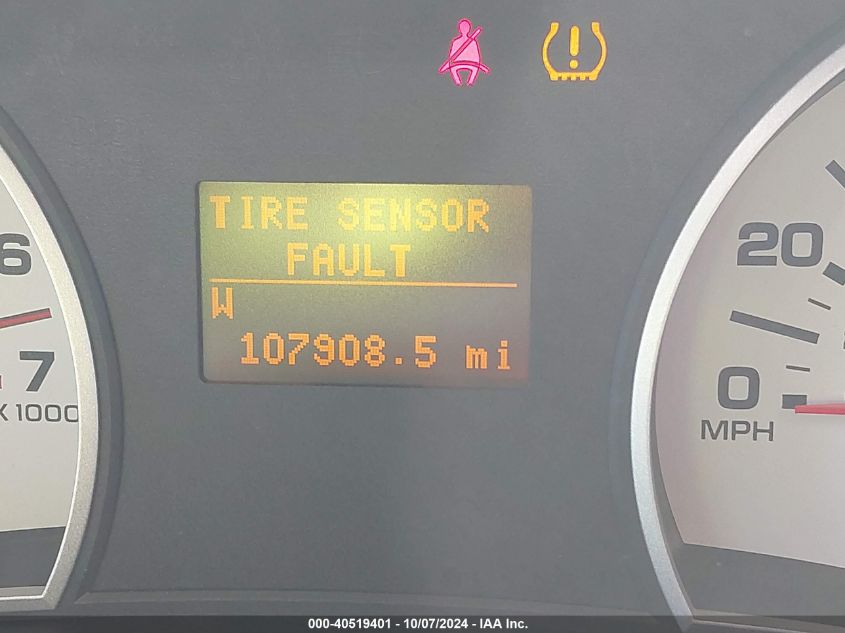 TIRE SENSOR
FAULT
W
107908.5 mi
6
7
X 1000
20
0
MPH
000-40519401 - 10/07/2024 - IAA Inc.